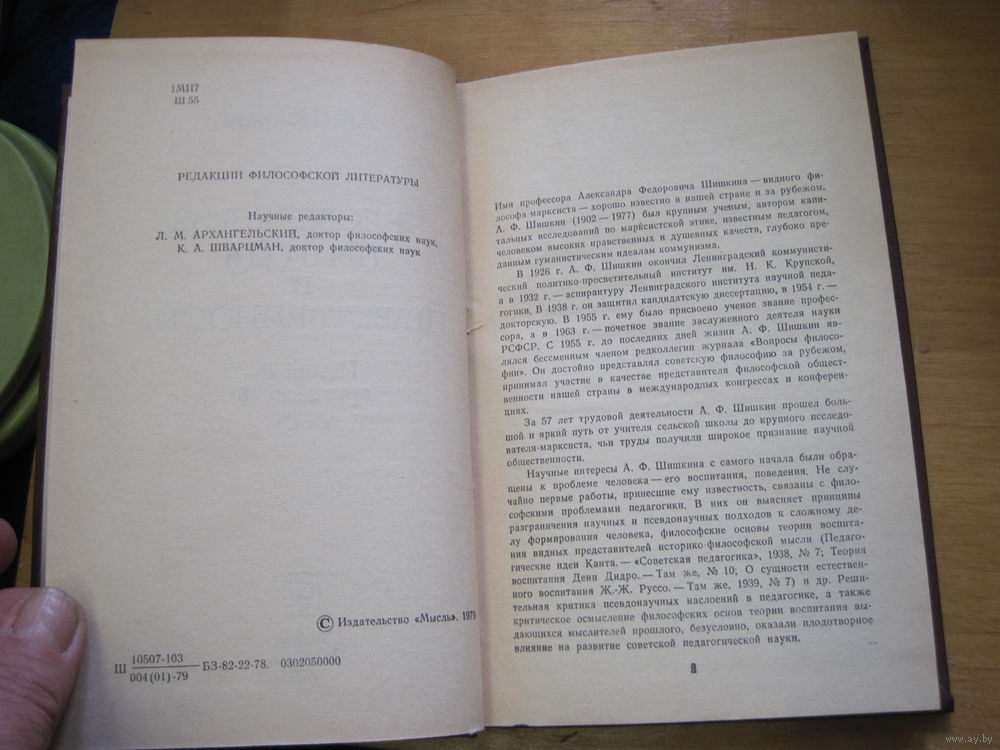 1МИ7
Ш 55
РЕДАКЦИИ ФИЛОСОФСКОЙ ЛИТЕРАТУРЫ
Научные редакторы:
Л. М. АРХАНГЕЛЬСКИЙ, доктор философских наук,
К. А. ШВАРЦМАН, доктор философских наук
© Издательство «Мысль». 1979
Ш 10507-103 БЗ-82-22-78. 0302050000
004(01)-79
Имя профессора Александра Федоровича Шишкина — видного фи-
лософа-марксиста — хорошо известно в нашей стране и за рубежом.
А. Ф. Шишкин (1902 — 1977) был крупным ученым, автором капи-
тальных исследований по марксистской этике, известным педагогом,
человеком высоких нравственных и душевных качеств, глубоко пре-
данным гуманистическим идеалам коммунизма.
В 1926 г. А. Ф. Шишкин окончил Ленинградский коммунисти-
ческий политико-просветительный институт им. Н. К. Крупской,
а в 1932 г. — аспирантуру Ленинградского института научной педа-
гогики. В 1938 г. он защитил кандидатскую диссертацию, в 1954 г. —
докторскую. В 1955 г. ему было присвоено ученое звание профес-
сора, а в 1963 г. — почетное звание заслуженного деятеля науки
РСФСР. С 1955 г. до последних дней жизни А. Ф. Шишкин яв-
лялся бессменным членом редколлегии журнала «Вопросы филосо-
фии». Он достойно представлял советскую философию за рубежом,
принимал участие в качестве представителя философской общест-
венности нашей страны в международных конгрессах и конферен-
циях.
За 57 лет трудовой деятельности А. Ф. Шишкин прошел боль-
шой и яркий путь от учителя сельской школы до крупного исследо-
вателя-марксиста, чьи труды получили широкое признание научной
общественности.
Научные интересы А. Ф. Шишкина с самого начала были обра-
щены к проблеме человека — его воспитания, поведения. Не слу-
чайно первые работы, принесшие ему известность, связаны с фило-
софскими проблемами педагогики. В них он выясняет принципы
разграничения научных и псевдонаучных подходов к сложному де-
лу формирования человека, философские основы теории воспита-
ния видных представителей историко-философской мысли (Педаго-
гические идеи Канта. — «Советская педагогика», 1938, № 7; Теория
воспитания Дени Дидро. — Там же, № 10; О сущности естествен-
ного воспитания Ж.-Ж. Руссо. — Там же, 1939, № 7) и др. Реши-
тельная критика псевдонаучных наслоений в педагогике, а также
критическое осмысление философских основ теории воспитания вы-
дающихся мыслителей прошлого, безусловно, оказали плодотворное
влияние на развитие советской педагогической науки.
www.ay.by